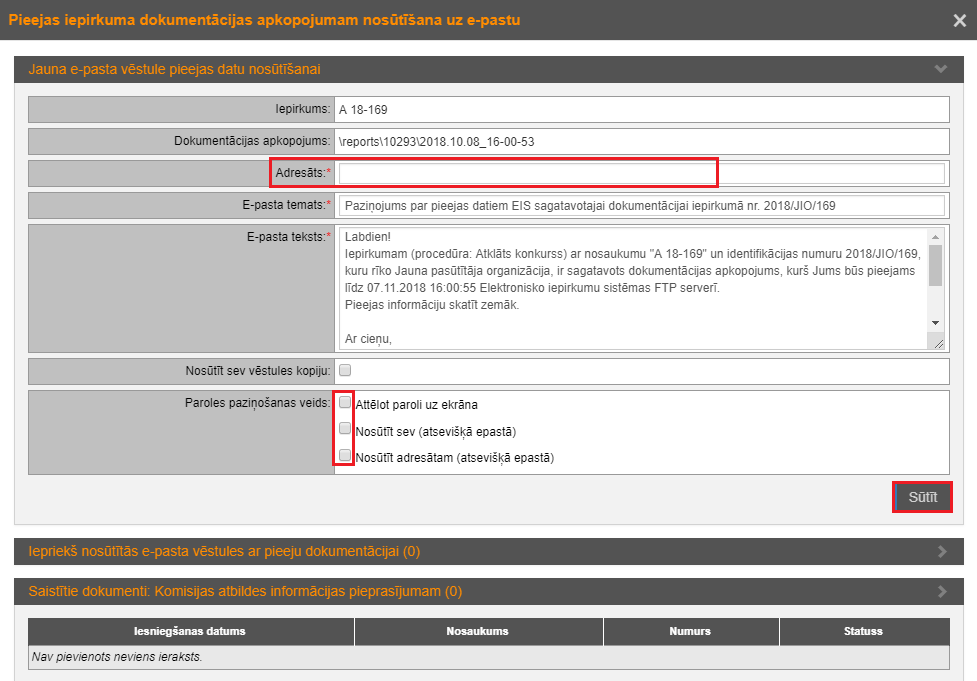 Pieejas iepirkuma dokumentācijas apkopojumam nosūtīšana uz e-pastu
Jauna e-pasta vēstule pieejas datu nosūtīšanai
Iepirkums: A 18-169
Dokumentācijas apkopojums: \reports\10293\2018.10.08_16-00-53
Adresāts:*
E-pasta temats:* Paziņojums par pieejas datiem EIS sagatavotajai dokumentācijai iepirkumā nr. 2018/JIO/169
E-pasta teksts:* Labdien!
Iepirkumam (procedūra: Atklāts konkurss) ar nosaukumu "A 18-169" un identifikācijas numuru 2018/JIO/169,
kuru rīko Jauna pasūtītāja organizācija, ir sagatavots dokumentācijas apkopojums, kurš Jums būs pieejams
līdz 07.11.2018 16:00:55 Elektronisko iepirkumu sistēmas FTP serverī.
Pieejas informāciju skatīt zemāk.
Ar cieņu,
Nosūtīt sev vēstules kopiju:
Paroles paziņošanas veids: Attēlot paroli uz ekrāna
Nosūtīt sev (atsevišķā epastā)
Nosūtīt adresātam (atsevišķā epastā)
Sūtīt
Iepriekš nosūtītās e-pasta vēstules ar pieeju dokumentācijai (0)
Saistītie dokumenti: Komisijas atbildes informācijas pieprasījumam (0)
Iesniegšanas datums Nosaukums Numurs Statuss
Nav pievienots neviens ieraksts.